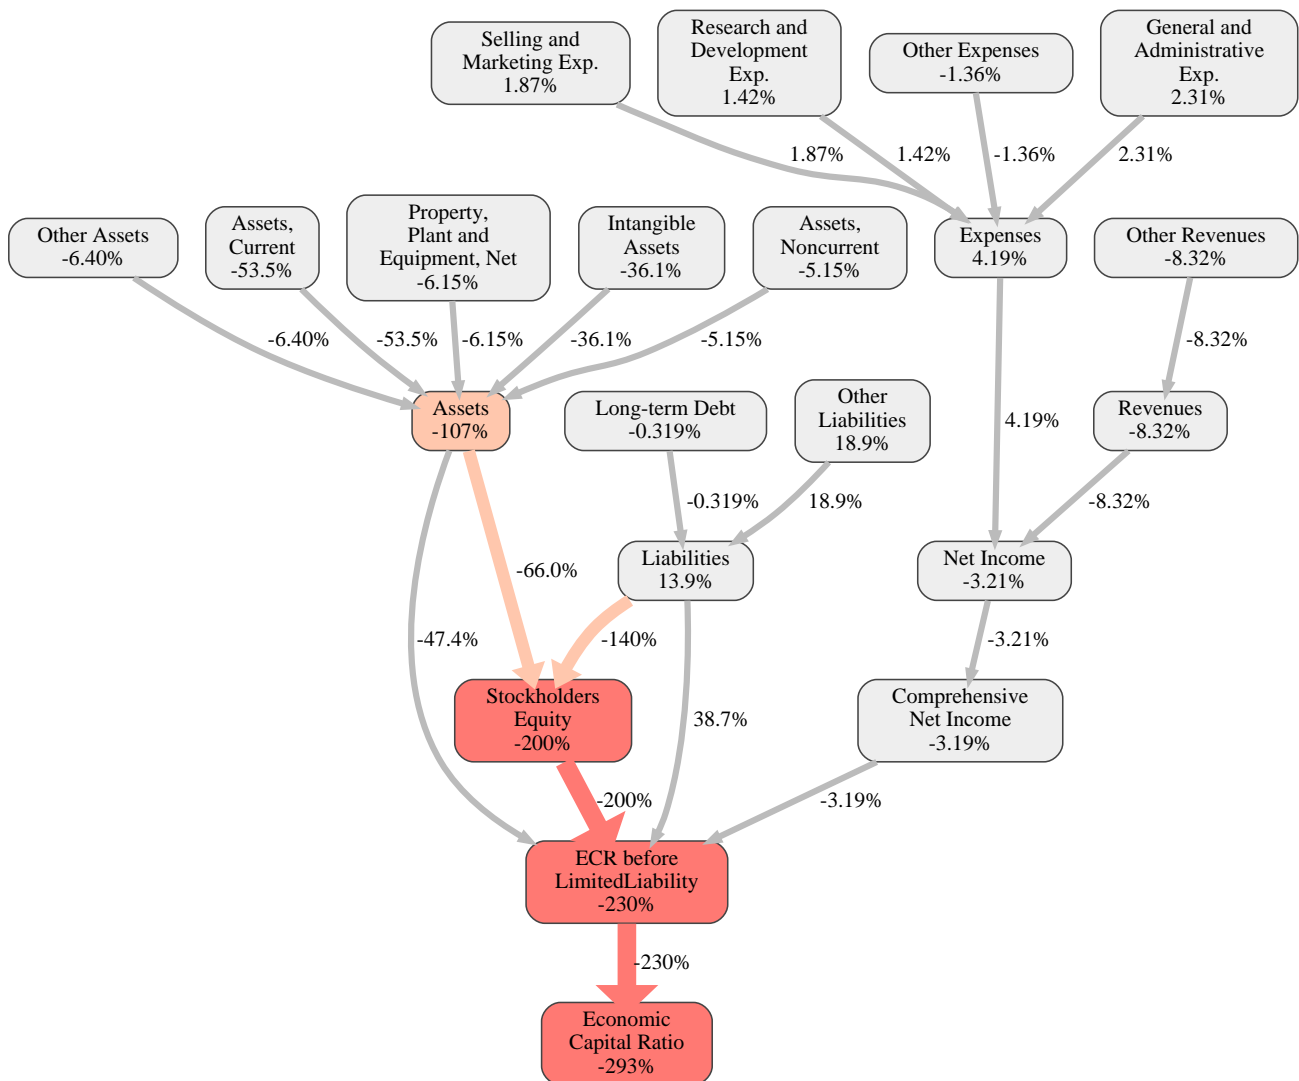 Selling and
Marketing Exp.
1.87%
Research and
Development
Exp.
1.42%
Other Expenses
-1.36%
General and
Administrative
Exp.
2.31%
1.87%
1.42%
-1.36%
2.31%
Other Assets
-6.40%
Assets,
Current
-53.5%
Property,
Plant and
Equipment, Net
-6.15%
Intangible
Assets
-36.1%
Assets,
Noncurrent
-5.15%
Expenses
4.19%
Other Revenues
-8.32%
-6.40%
-53.5%
-6.15%
-36.1%
-5.15%
-8.32%
Assets
-107%
Long-term Debt
-0.319%
Other
Liabilities
18.9%
4.19%
Revenues
-8.32%
-0.319%
18.9%
-8.32%
-66.0%
Liabilities
13.9%
Net Income
-3.21%
-47.4%
-140%
-3.21%
Stockholders
Equity
-200%
38.7%
Comprehensive
Net Income
-3.19%
-200%
-3.19%
ECR before
LimitedLiability
-230%
-230%
Economic
Capital Ratio
-293%